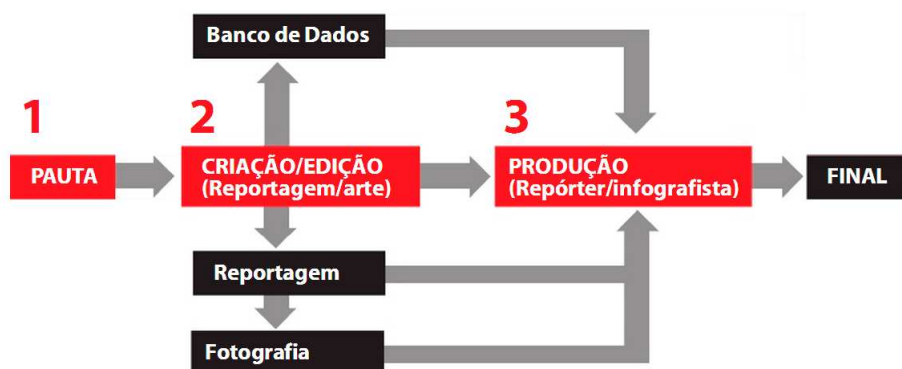 Banco de Dados
1
2
3
PAUTA
CRIAÇÃO/EDIÇÃO
(Reportagem/arte)
PRODUÇÃO
(Repórter/infografista)
FINAL
Reportagem
Fotografia